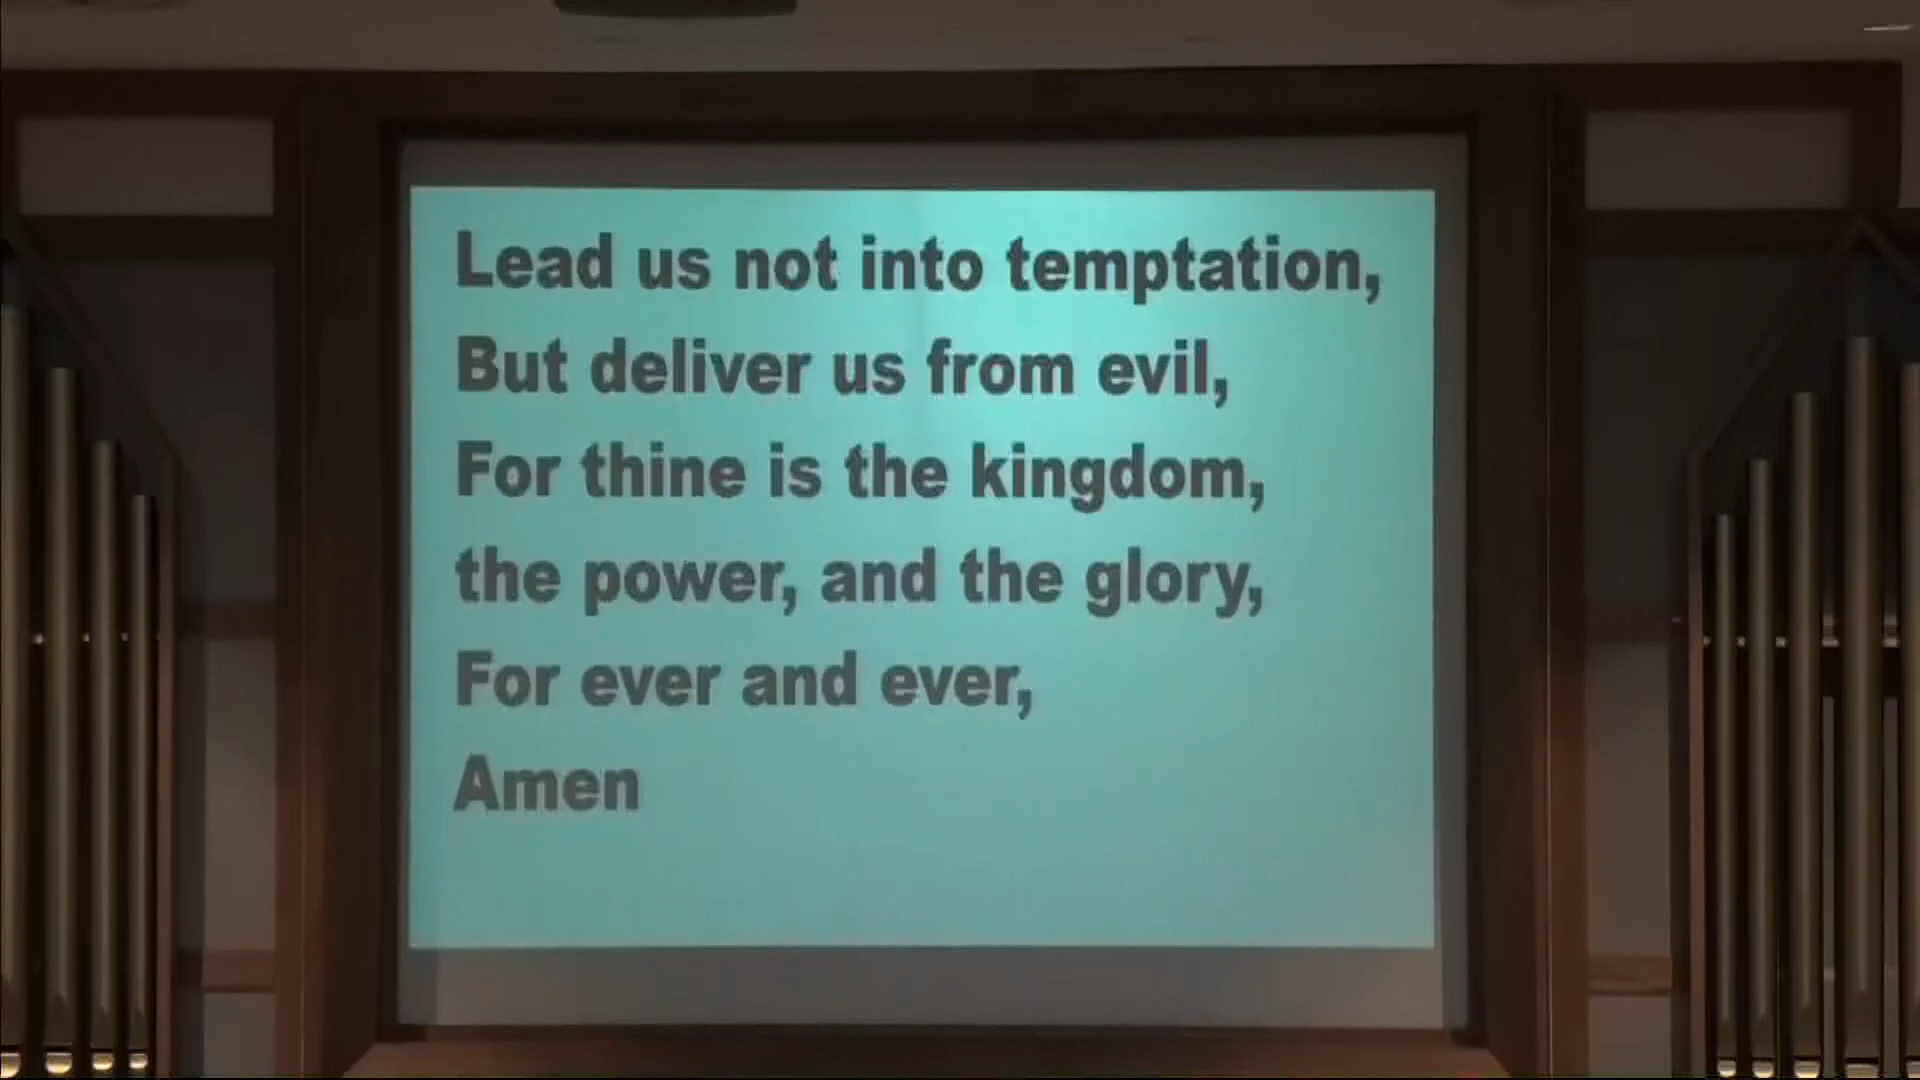 Lead us not into temptation,
But deliver us from evil,
For thine is the kingdom,
the power, and the glory,
For ever and ever,
Amen